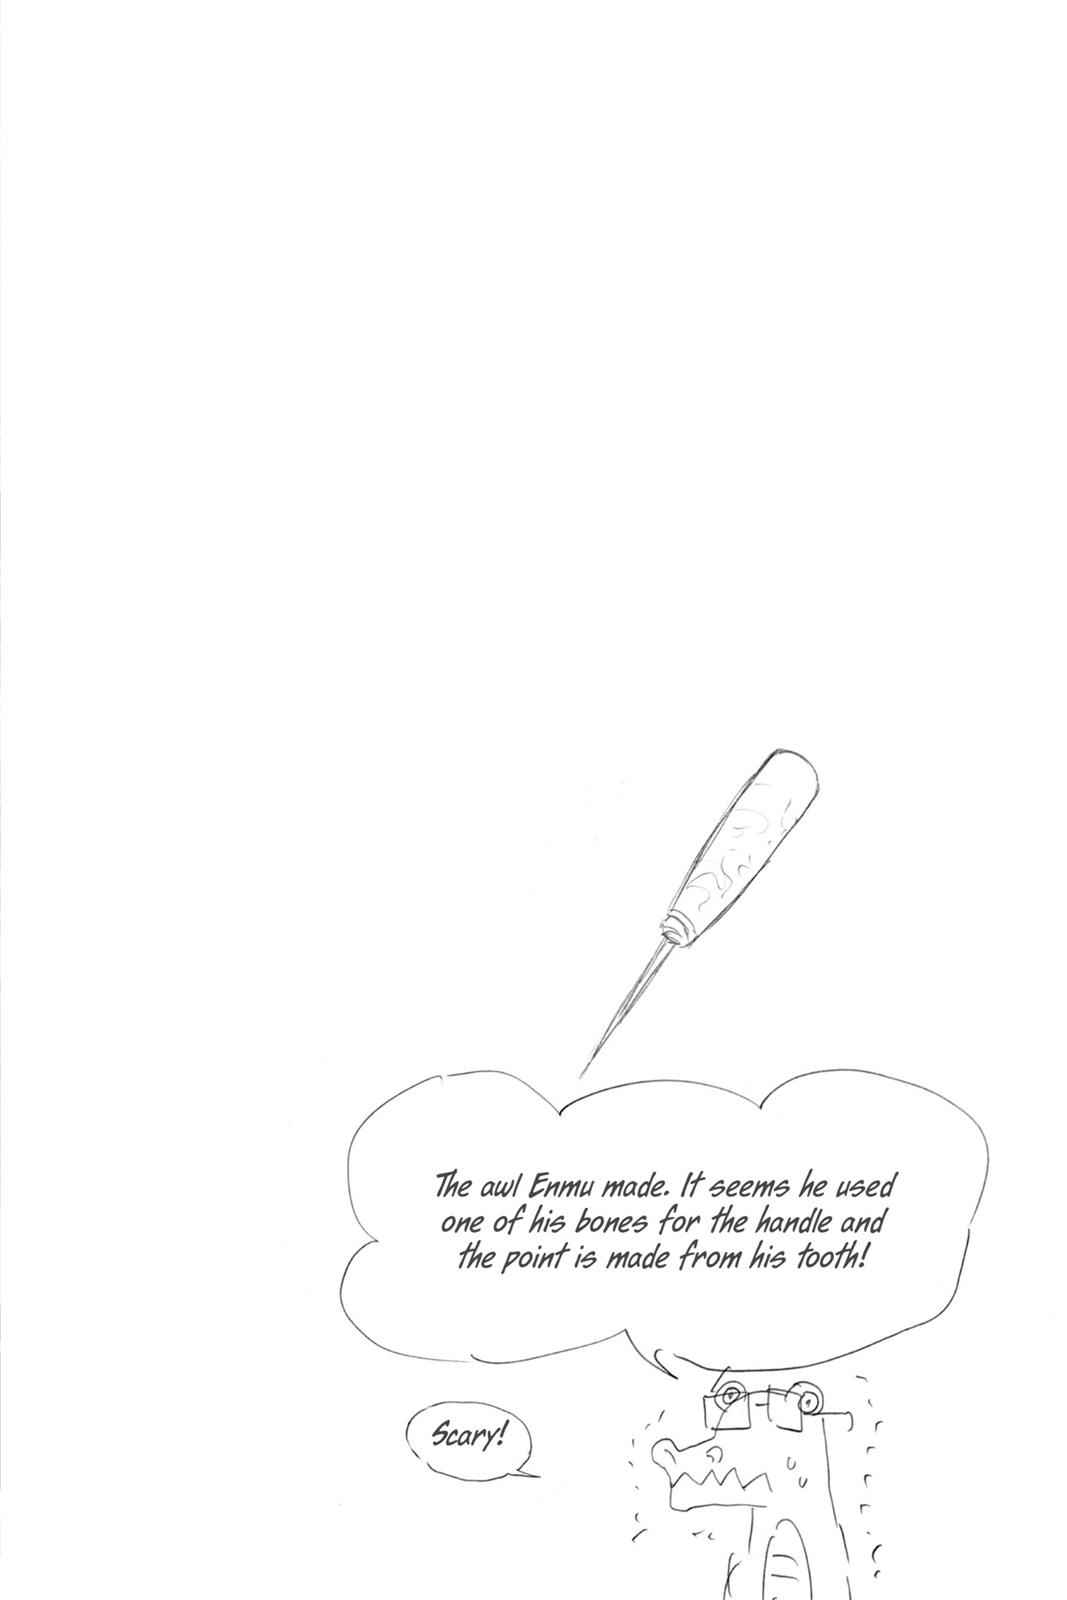 The awl Enmu made. It seems he used
one of his bones for the handle and
the point is made from his tooth!
Scary!